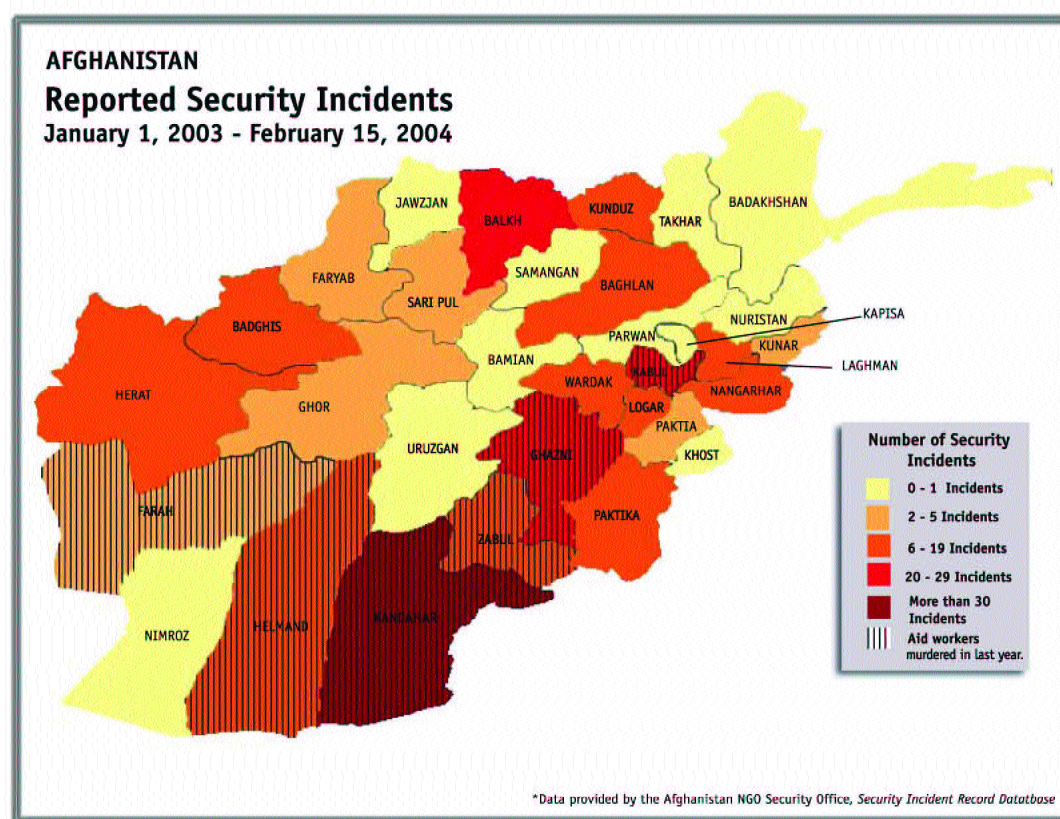 AFGHANISTAN
Reported Security Incidents
January 1, 2003 - February 15, 2004
JAWZJAN
BALKH
KUNDUZ
TAKHAR
BADAKHSHAN
FARYAB
SARI PUL
SAMANGAN
BAGHLAN
BADGHIS
NURISTAN
KAPISA
PARWAN
KUNAR
BAMIAN
KABUL
LAGHMAN
HERAT
WARDAK
NANGARHAR
GHOR
LOGAR
PAKTIA
URUZGAN
GHAZNI
KHOST
FARAH
PAKTIKA
ZABUL
NIMROZ
HELMAND
KANDAHAR
Number of Security
Incidents
0 - 1 Incidents
2 - 5 Incidents
6 - 19 Incidents
20 - 29 Incidents
More than 30
Incidents
Aid workers
murdered in last year.
*Data provided by the Afghanistan NGO Security Office, Security Incident Record Datatbase